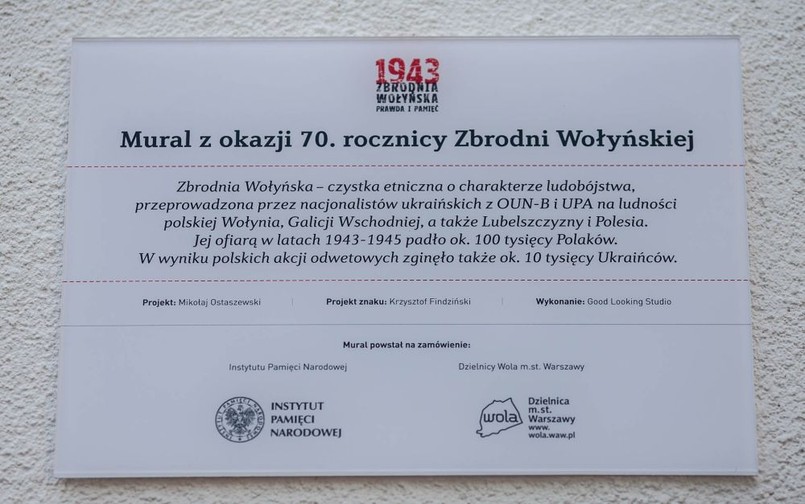 1943
ZBRODNIA
WOŁYŃSKA
PRAWDA I PAMIĘĆ
Mural z okazji 70. rocznicy Zbrodni Wołyńskiej
Zbrodnia Wołyńska – czystka etniczna o charakterze ludobójstwa,
przeprowadzona przez nacjonalistów ukraińskich z OUN-B i UPA na ludności
polskiej Wołynia, Galicji Wschodniej, a także Lubelszczyzny i Polesia.
Jej ofiarą w latach 1943-1945 padło ok. 100 tysięcy Polaków.
W wyniku polskich akcji odwetowych zginęło także ok. 10 tysięcy Ukraińców.
Projekt: Mikołaj Ostaszewski | Projekt znaku: Krzysztof Findziński | Wykonanie: Good Looking Studio
Mural powstał na zamówienie:
Instytutu Pamięci Narodowej
Dzielnicy Wola m.st. Warszawy
INSTYTUT PAMIĘCI NARODOWEJ
INSTYTUT
PAMIĘCI
NARODOWEJ
wola
Dzielnica
m.st.
Warszawy
www.
wola.waw.pl